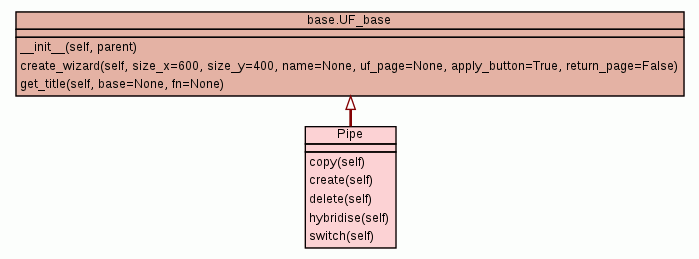 base.UF_base
__init__(self, parent)
create_wizard(self, size_x=600, size_y=400, name=None, uf_page=None, apply_button=True, return_page=False)
get_title(self, base=None, fn=None)
Pipe
copy(self)
create(self)
delete(self)
hybridise(self)
switch(self)